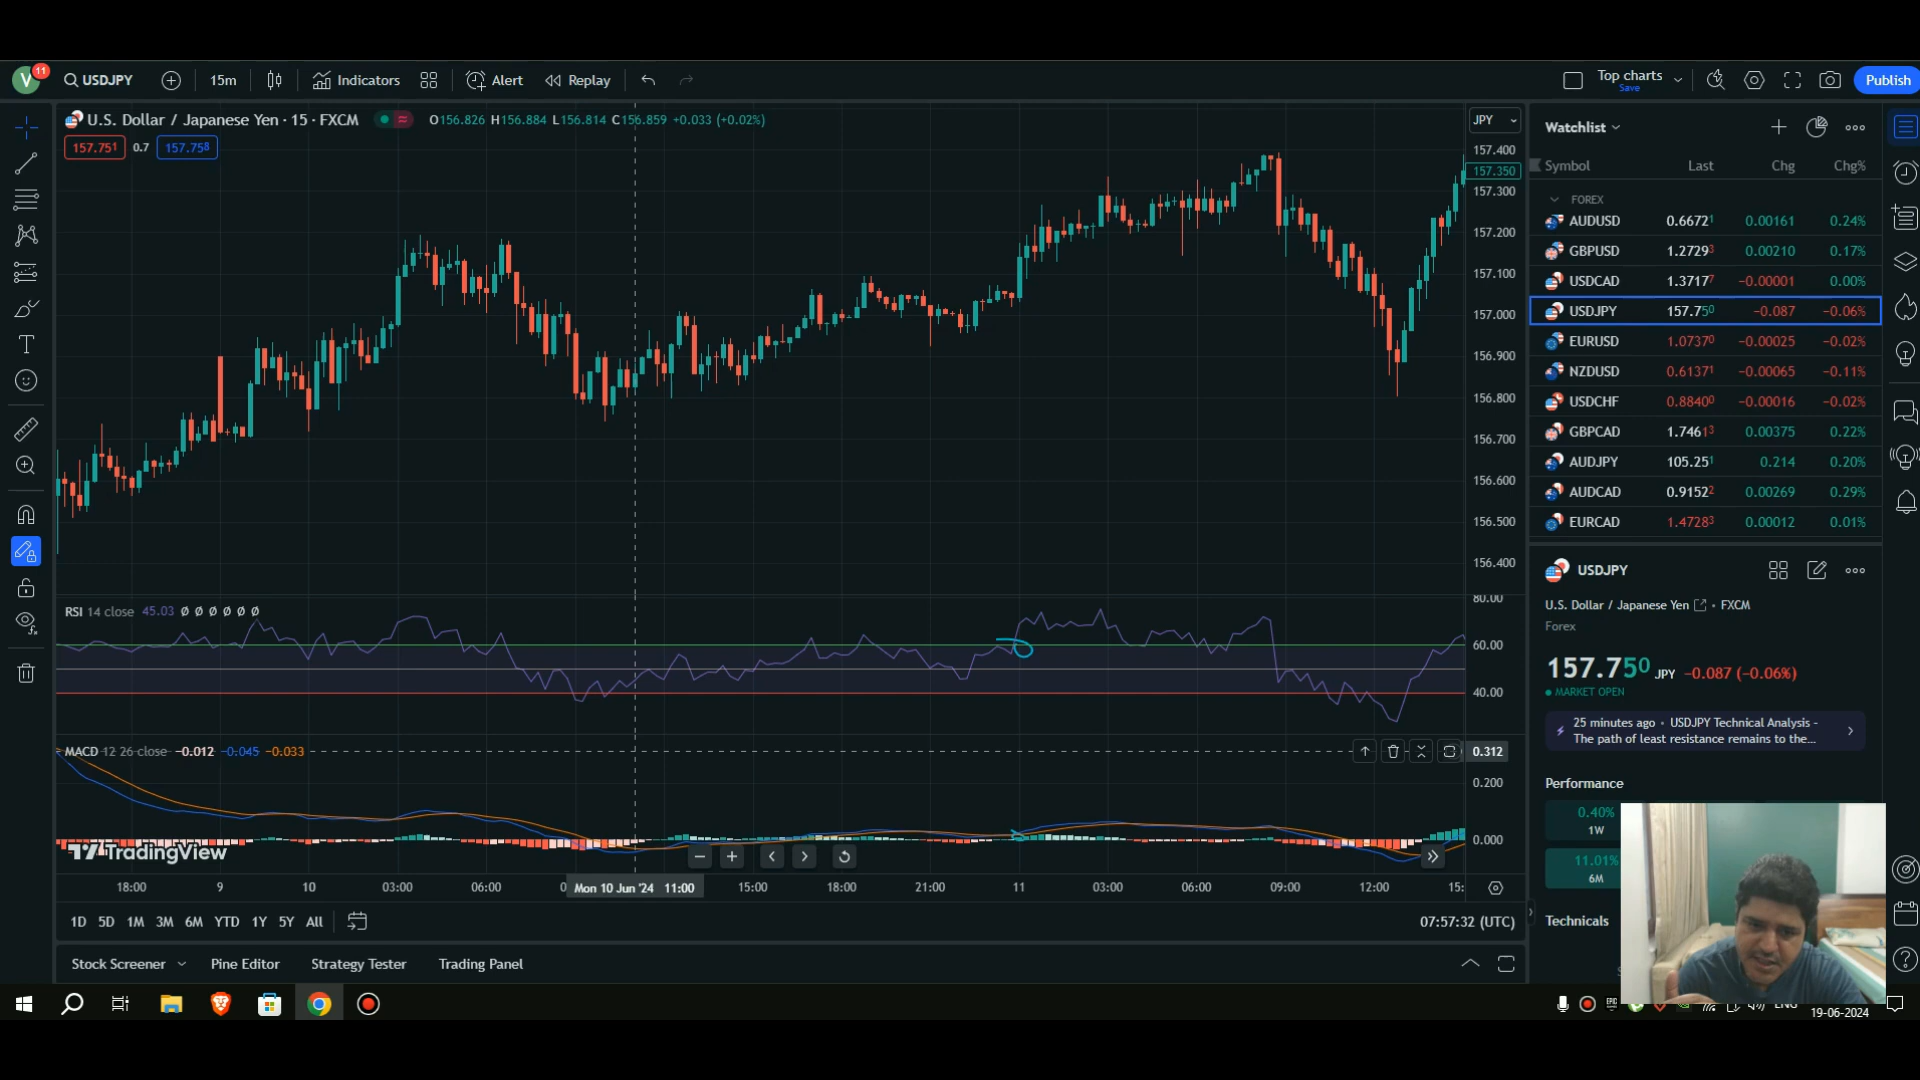 V 11 USDJPY 15m Indicators Alert Replay Top charts Save Publish
U.S. Dollar / Japanese Yen · 15 · FXCM O156.826 H156.884 L156.814 C156.859 +0.033 (+0.02%) JPY
157.751 0.7 157.758
157.400
157.350
157.300
157.200
157.100
157.000
156.900
156.800
156.700
156.600
156.500
156.400
RSI 14 close 45.03 Ø Ø Ø Ø Ø Ø
80.00
60.00
40.00
MACD 12 26 close −0.012 −0.045 −0.033
0.312
0.200
0.000
TradingView
18:00 9 10 03:00 06:00 0 Mon 10 Jun '24 11:00 15:00 18:00 21:00 11 03:00 06:00 09:00 12:00 15:
1D 5D 1M 3M 6M YTD 1Y 5Y All 07:57:32 (UTC)
Stock Screener Pine Editor Strategy Tester Trading Panel
Watchlist
Symbol Last Chg Chg%
FOREX
AUDUSD 0.66721 0.00161 0.24%
GBPUSD 1.27293 0.00210 0.17%
USDCAD 1.37177 −0.00001 0.00%
USDJPY 157.750 −0.087 −0.06%
EURUSD 1.07370 −0.00025 −0.02%
NZDUSD 0.61371 −0.00065 −0.11%
USDCHF 0.88400 −0.00016 −0.02%
GBPCAD 1.74613 0.00375 0.22%
AUDJPY 105.251 0.214 0.20%
AUDCAD 0.91522 0.00269 0.29%
EURCAD 1.47283 0.00012 0.01%
USDJPY
U.S. Dollar / Japanese Yen • FXCM
Forex
157.750 JPY −0.087 (−0.06%)
MARKET OPEN
25 minutes ago • USDJPY Technical Analysis -
The path of least resistance remains to the...
Performance
0.40%
1W
11.01%
6M
Technicals
ENG
19-06-2024